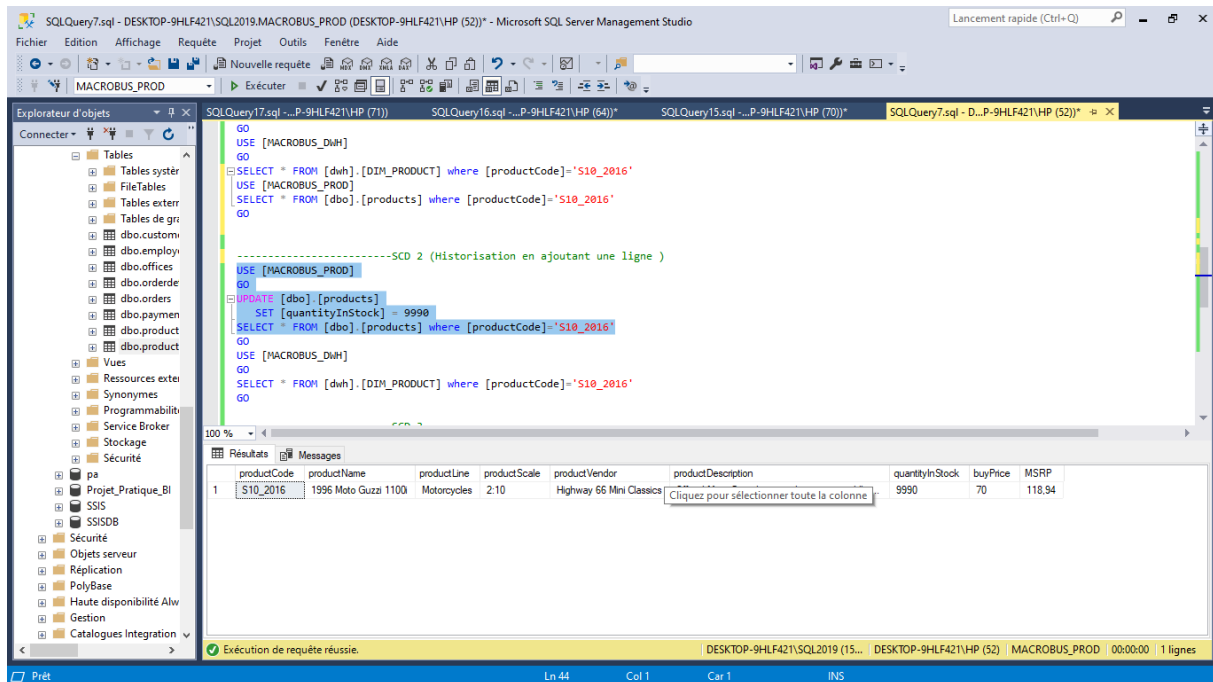 SQLQuery7.sql - DESKTOP-9HLF421\SQL2019.MACROBUS_PROD (DESKTOP-9HLF421\HP (52))* - Microsoft SQL Server Management Studio
Lancement rapide (Ctrl+Q)
Fichier Edition Affichage Requête Projet Outils Fenêtre Aide
Nouvelle requête
MACROBUS_PROD
Exécuter
Explorateur d'objets
SQLQuery17.sql -...P-9HLF421\HP (71))
SQLQuery16.sql -...P-9HLF421\HP (64))*
SQLQuery15.sql -...P-9HLF421\HP (70))*
SQLQuery7.sql - D...P-9HLF421\HP (52))*
Connecter
Tables
Tables systèr
FileTables
Tables extern
Tables de gra
dbo.custom
dbo.employ
dbo.offices
dbo.orderde
dbo.orders
dbo.paymen
dbo.product
dbo.product
Vues
Ressources exter
Synonymes
Programmabilit
Service Broker
Stockage
Sécurité
pa
Projet_Pratique_BI
SSIS
SSISDB
Sécurité
Objets serveur
Réplication
PolyBase
Haute disponibilité Alw
Gestion
Catalogues Integration
GO
USE [MACROBUS_DWH]
GO
SELECT * FROM [dwh].[DIM_PRODUCT] where [productCode]='S10_2016'
USE [MACROBUS_PROD]
SELECT * FROM [dbo].[products] where [productCode]='S10_2016'
GO
-------------------------SCD 2 (Historisation en ajoutant une ligne )
USE [MACROBUS_PROD]
GO
UPDATE [dbo].[products]
SET [quantityInStock] = 9990
SELECT * FROM [dbo].[products] where [productCode]='S10_2016'
GO
USE [MACROBUS_DWH]
GO
SELECT * FROM [dwh].[DIM_PRODUCT] where [productCode]='S10_2016'
GO
100 %
Résultats Messages
productCode productName productLine productScale productVendor productDescription quantityInStock buyPrice MSRP
1 S10_2016 1996 Moto Guzzi 1100i Motorcycles 2:10 Highway 66 Mini Classics 9990 70 118,94
Cliquez pour sélectionner toute la colonne
Exécution de requête réussie.
DESKTOP-9HLF421\SQL2019 (15... DESKTOP-9HLF421\HP (52) MACROBUS_PROD 00:00:00 1 lignes
Prêt Ln 44 Col 1 Car 1 INS